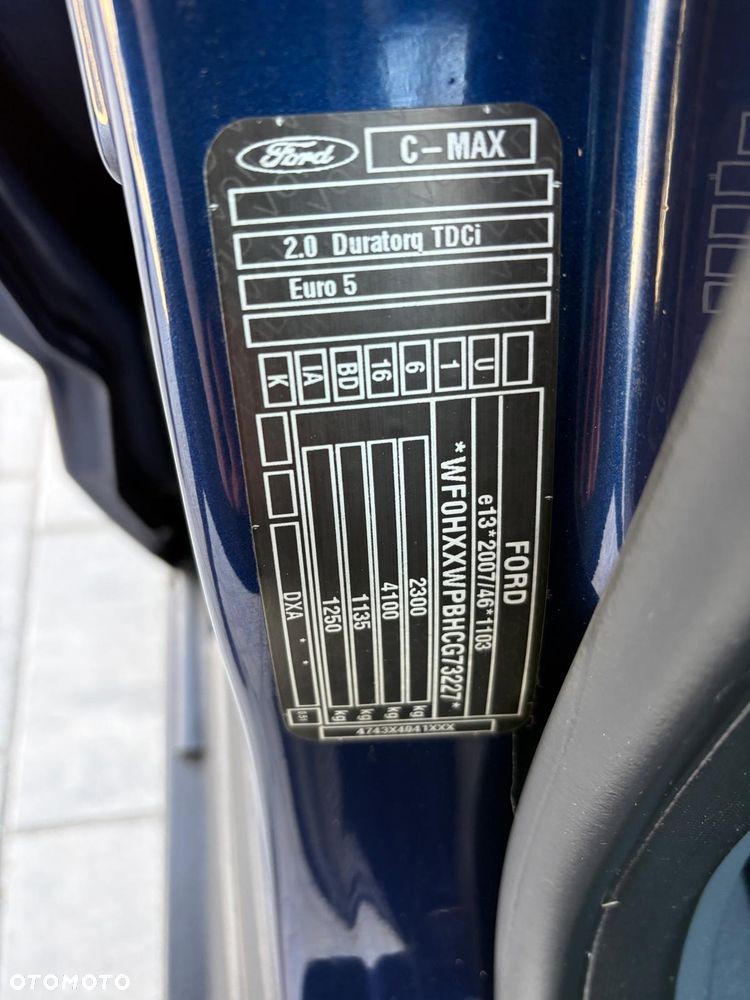 Ford
C-MAX
2.0 Duratorq TDCi
Euro 5
K IA BD 16 6 1 U
FORD
e13*2007/46*1103
*WF0HXXWPBHCG73227*
2300 kg
4100 kg
1135 kg
1250 kg
DXA * *
4743X4041XXX
OTOMOTO